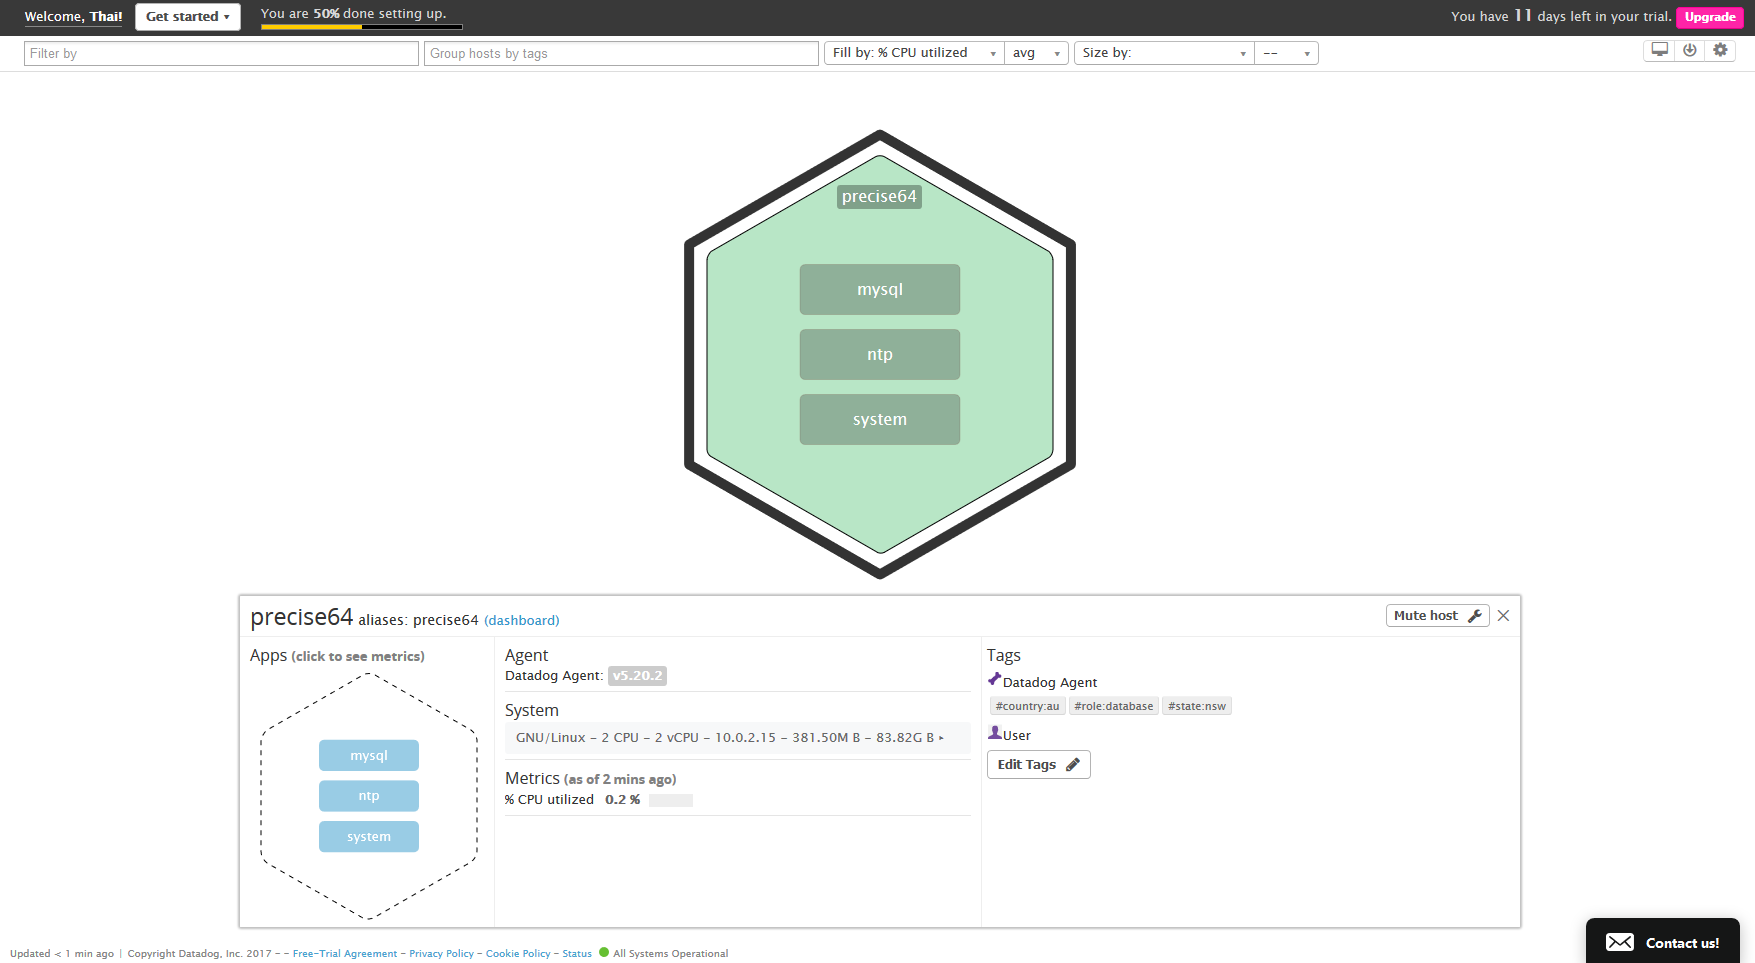 Welcome, Thai! Get started ▾ You are 50% done setting up. You have 11 days left in your trial. Upgrade
Filter by Group hosts by tags Fill by: % CPU utilized ▾ avg ▾ Size by: ▾ -- ▾
precise64
mysql
ntp
system
precise64 aliases: precise64 (dashboard) Mute host
Apps (click to see metrics)
mysql
ntp
system
Agent
Datadog Agent: v5.20.2
System
GNU/Linux - 2 CPU - 2 vCPU - 10.0.2.15 - 381.50M B - 83.82G B ▸
Metrics (as of 2 mins ago)
% CPU utilized 0.2 %
Tags
Datadog Agent
#country:au #role:database #state:nsw
User
Edit Tags
Updated < 1 min ago | Copyright Datadog, Inc. 2017 - - Free-Trial Agreement - Privacy Policy - Cookie Policy - Status All Systems Operational
Contact us!